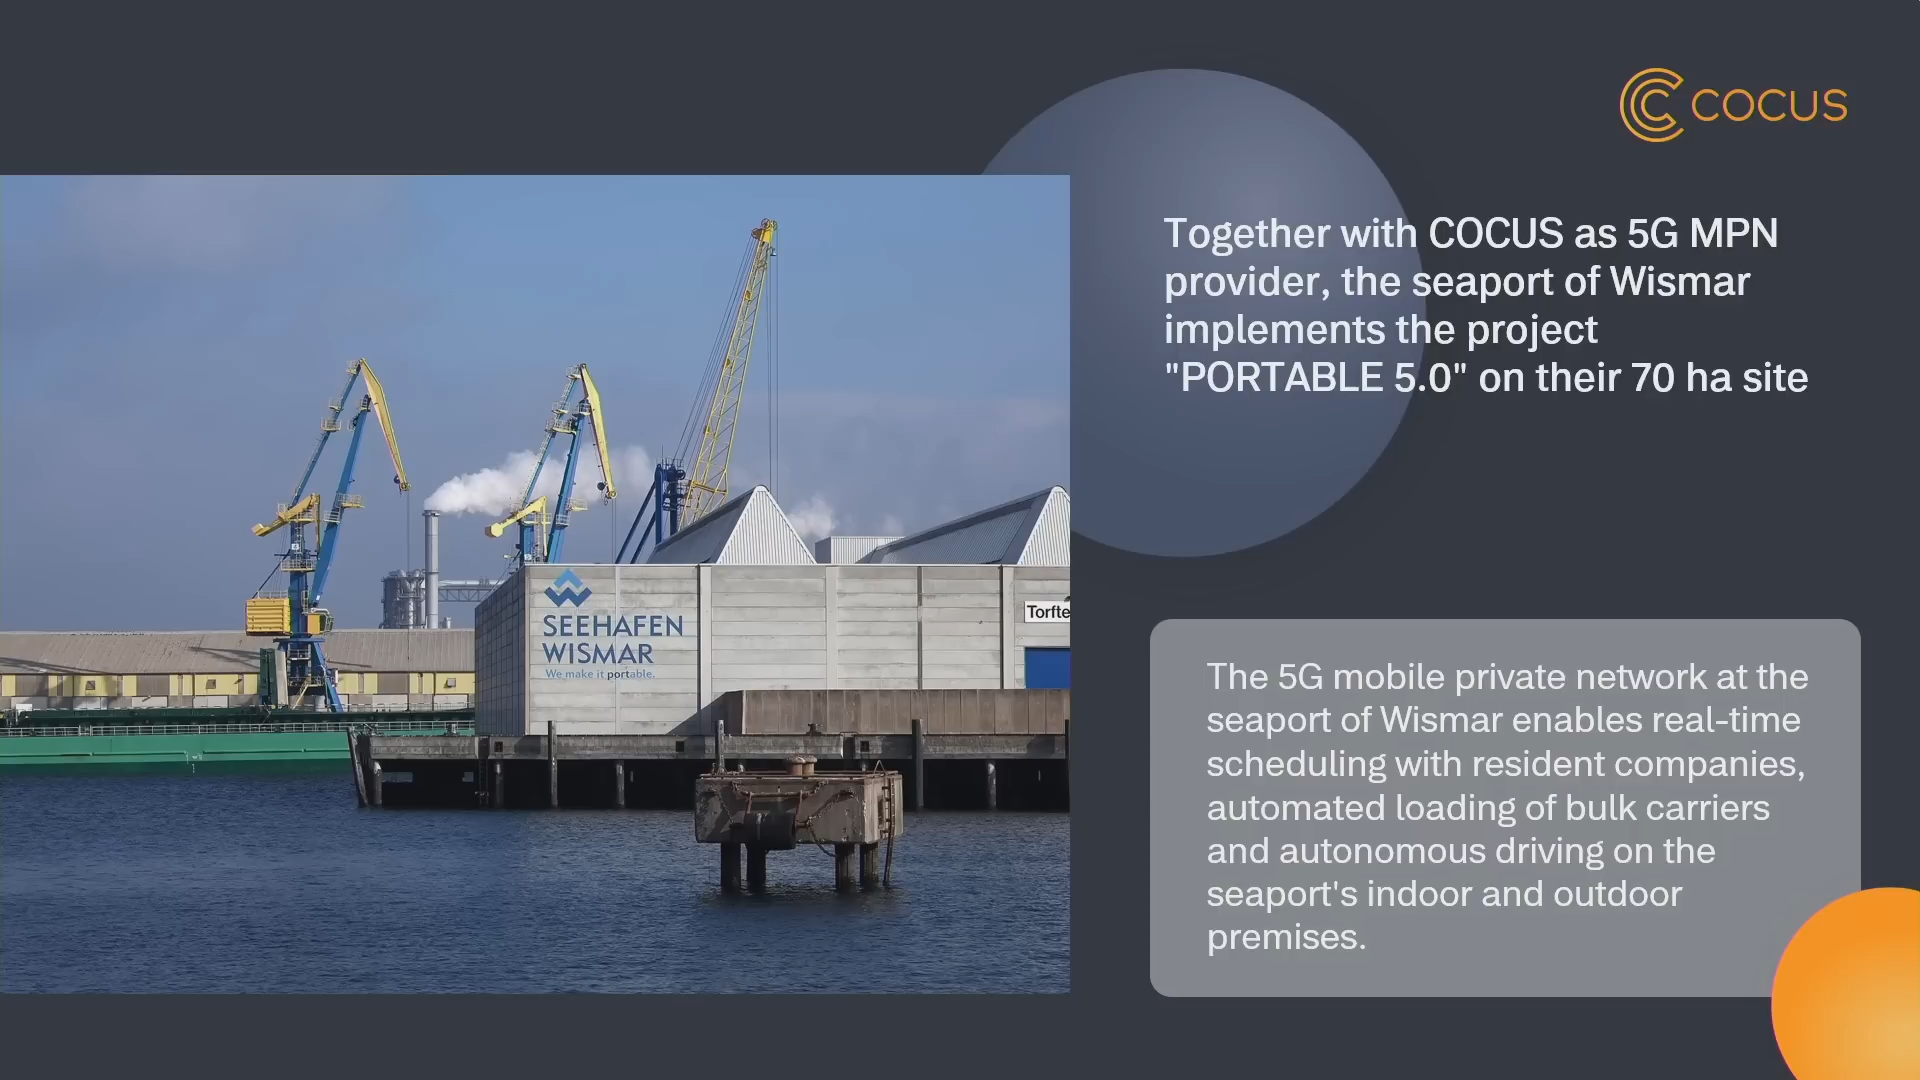 COCUS
Together with COCUS as 5G MPN
provider, the seaport of Wismar
implements the project
"PORTABLE 5.0" on their 70 ha site
SEEHAFEN
WISMAR
We make it portable.
Torfte
The 5G mobile private network at the
seaport of Wismar enables real-time
scheduling with resident companies,
automated loading of bulk carriers
and autonomous driving on the
seaport's indoor and outdoor
premises.